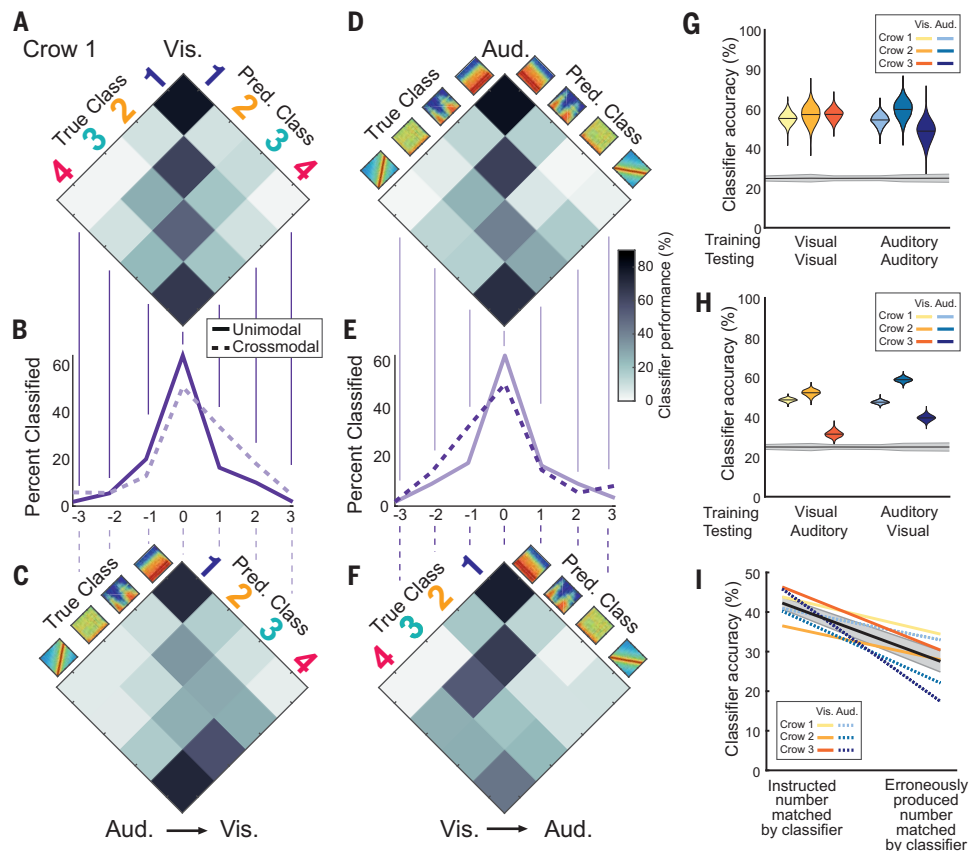 A
Crow 1
Vis.
True Class
Pred. Class
1
2
3
4
1
2
3
4
B
Unimodal
Crossmodal
Percent Classified
60
40
20
0
-3
-2
-1
0
1
2
3
C
True Class
Pred. Class
1
2
3
4
Aud. → Vis.
D
Aud.
True Class
Pred. Class
Classifier performance (%)
80
60
40
20
0
E
Percent Classified
60
40
20
0
-3
-2
-1
0
1
2
3
F
True Class
Pred. Class
1
2
3
4
Vis. → Aud.
G
Classifier accuracy (%)
100
80
60
40
20
0
Vis. Aud.
Crow 1
Crow 2
Crow 3
Training
Testing
Visual
Visual
Auditory
Auditory
H
Classifier accuracy (%)
100
80
60
40
20
0
Vis. Aud.
Crow 1
Crow 2
Crow 3
Training
Testing
Visual
Auditory
Auditory
Visual
I
Classifier accuracy (%)
50
40
30
20
10
0
Vis. Aud.
Crow 1
Crow 2
Crow 3
Instructed
number
matched
by classifier
Erroneously
produced
number
matched
by classifier